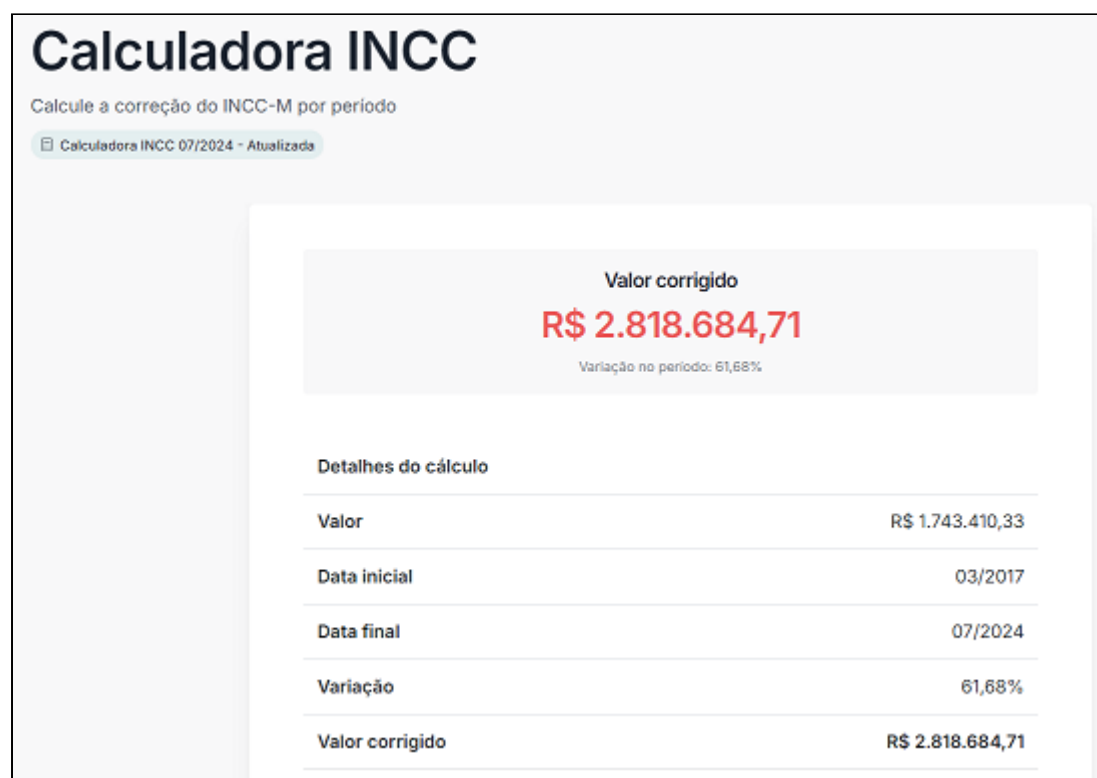 Calculadora INCC
Calcule a correção do INCC-M por período
Calculadora INCC 07/2024 - Atualizada
Valor corrigido
R$ 2.818.684,71
Variação no período: 61,68%
Detalhes do cálculo
Valor R$ 1.743.410,33
Data inicial 03/2017
Data final 07/2024
Variação 61,68%
Valor corrigido R$ 2.818.684,71